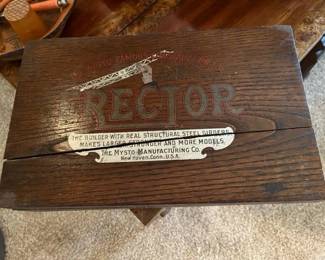 RECTOR
THE BUILDER WITH REAL STRUCTURAL STEEL GIRDERS
MAKES LARGER, STRONGER AND MORE MODELS.
THE MYSTO MANUFACTURING CO.
NEW HAVEN, CONN., U.S.A.